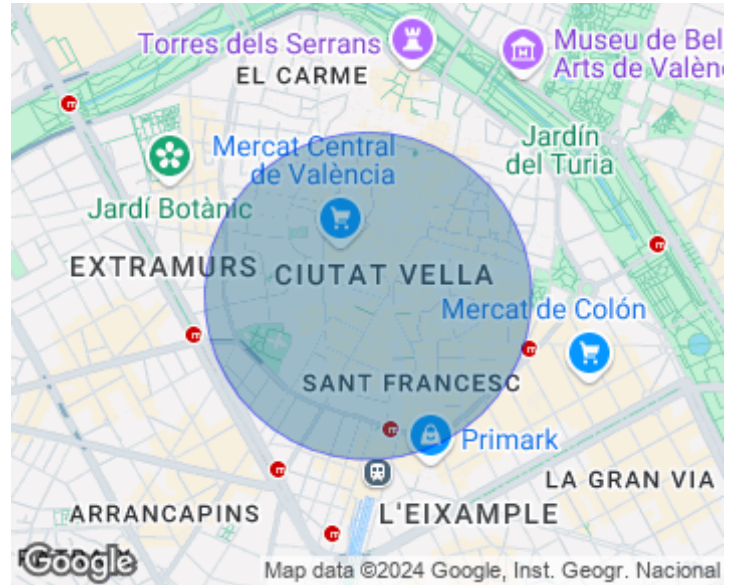 Torres dels Serrans
Museu de Bel
Arts de Valèn
EL CARME
Mercat Central
de València
Jardín
del Turia
Jardí Botànic
EXTRAMURS
CIUTAT VELLA
Mercat de Colón
SANT FRANCESC
Primark
LA GRAN VIA
ARRANCAPINS
L'EIXAMPLE
Google
Map data ©2024 Google, Inst. Geogr. Nacional